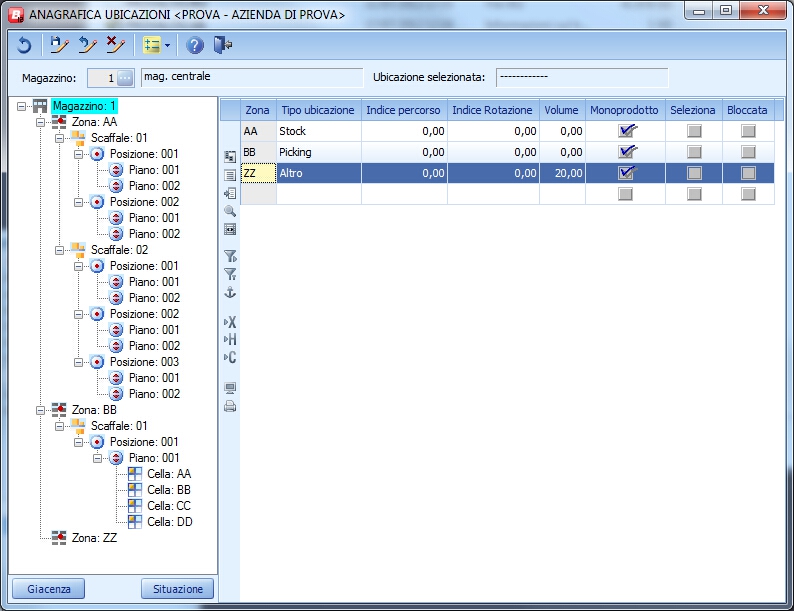 ANAGRAFICA UBICAZIONI <PROVA - AZIENDA DI PROVA>
Magazzino: 1 ... mag. centrale Ubicazione selezionata: ------------
Magazzino: 1
Zona: AA
Scaffale: 01
Posizione: 001
Piano: 001
Piano: 002
Posizione: 002
Piano: 001
Piano: 002
Scaffale: 02
Posizione: 001
Piano: 001
Piano: 002
Posizione: 002
Piano: 001
Piano: 002
Posizione: 003
Piano: 001
Piano: 002
Zona: BB
Scaffale: 01
Posizione: 001
Piano: 001
Cella: AA
Cella: BB
Cella: CC
Cella: DD
Zona: ZZ
Giacenza Situazione
X
H
C
Zona Tipo ubicazione Indice percorso Indice Rotazione Volume Monoprodotto Seleziona Bloccata
AA Stock 0,00 0,00 0,00
BB Picking 0,00 0,00 0,00
ZZ Altro 0,00 0,00 20,00